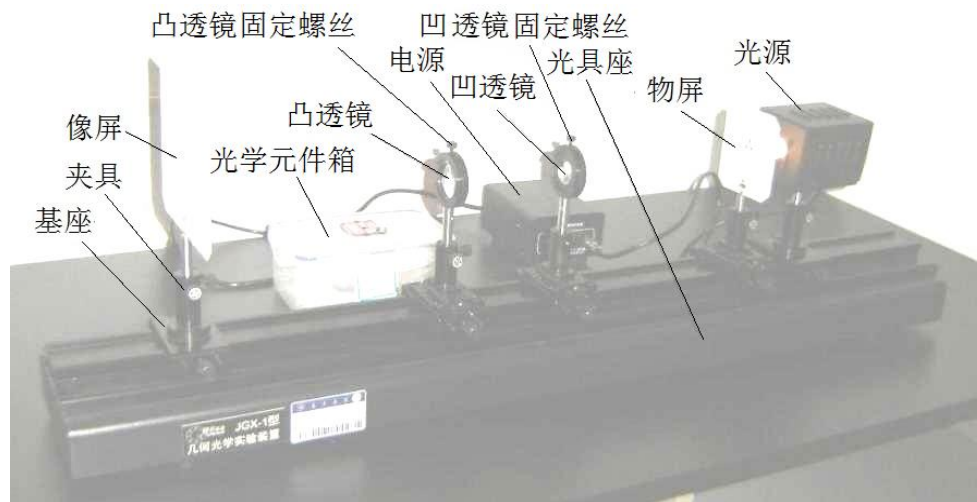 凸透镜固定螺丝
凹透镜固定螺丝
电源
光具座
光源
凹透镜
物屏
凸透镜
像屏
光学元件箱
夹具
基座
JGX-1型
几何光学实验装置